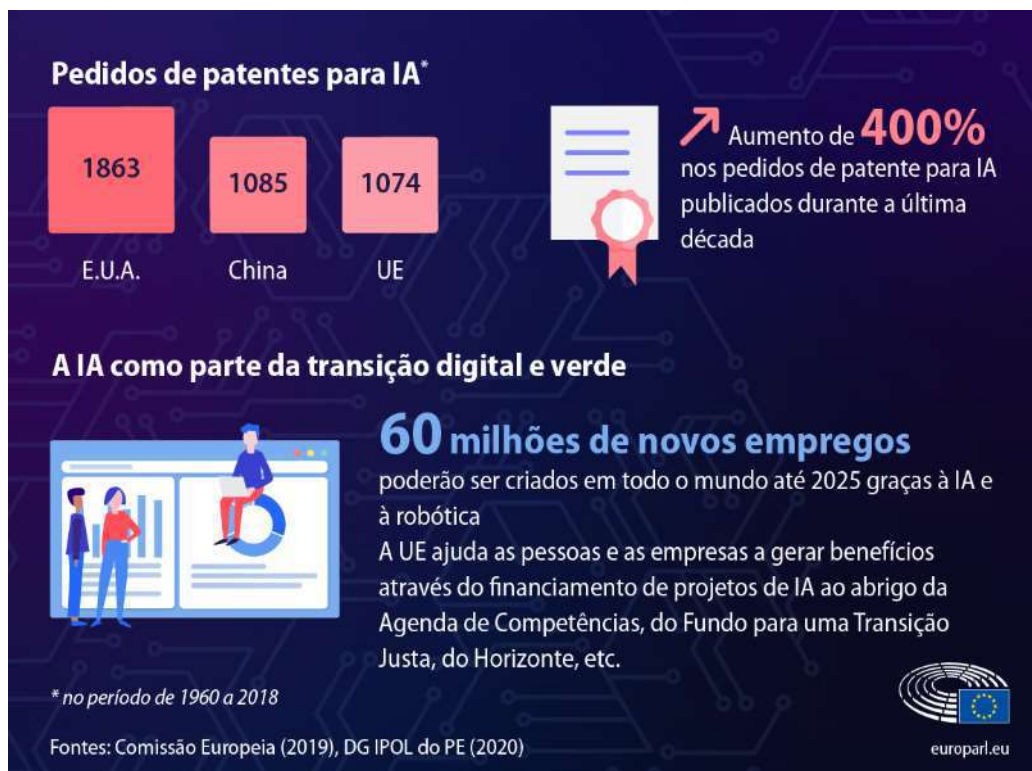 Pedidos de patentes para IA*
1863
1085
1074
E.U.A.
China
UE
Aumento de 400%
nos pedidos de patente para IA
publicados durante a última
década
A IA como parte da transição digital e verde
60 milhões de novos empregos
poderão ser criados em todo o mundo até 2025 graças à IA e
à robótica
A UE ajuda as pessoas e as empresas a gerar benefícios
através do financiamento de projetos de IA ao abrigo da
Agenda de Competências, do Fundo para uma Transição
Justa, do Horizonte, etc.
* no período de 1960 a 2018
Fontes: Comissão Europeia (2019), DG IPOL do PE (2020)
europarl.eu